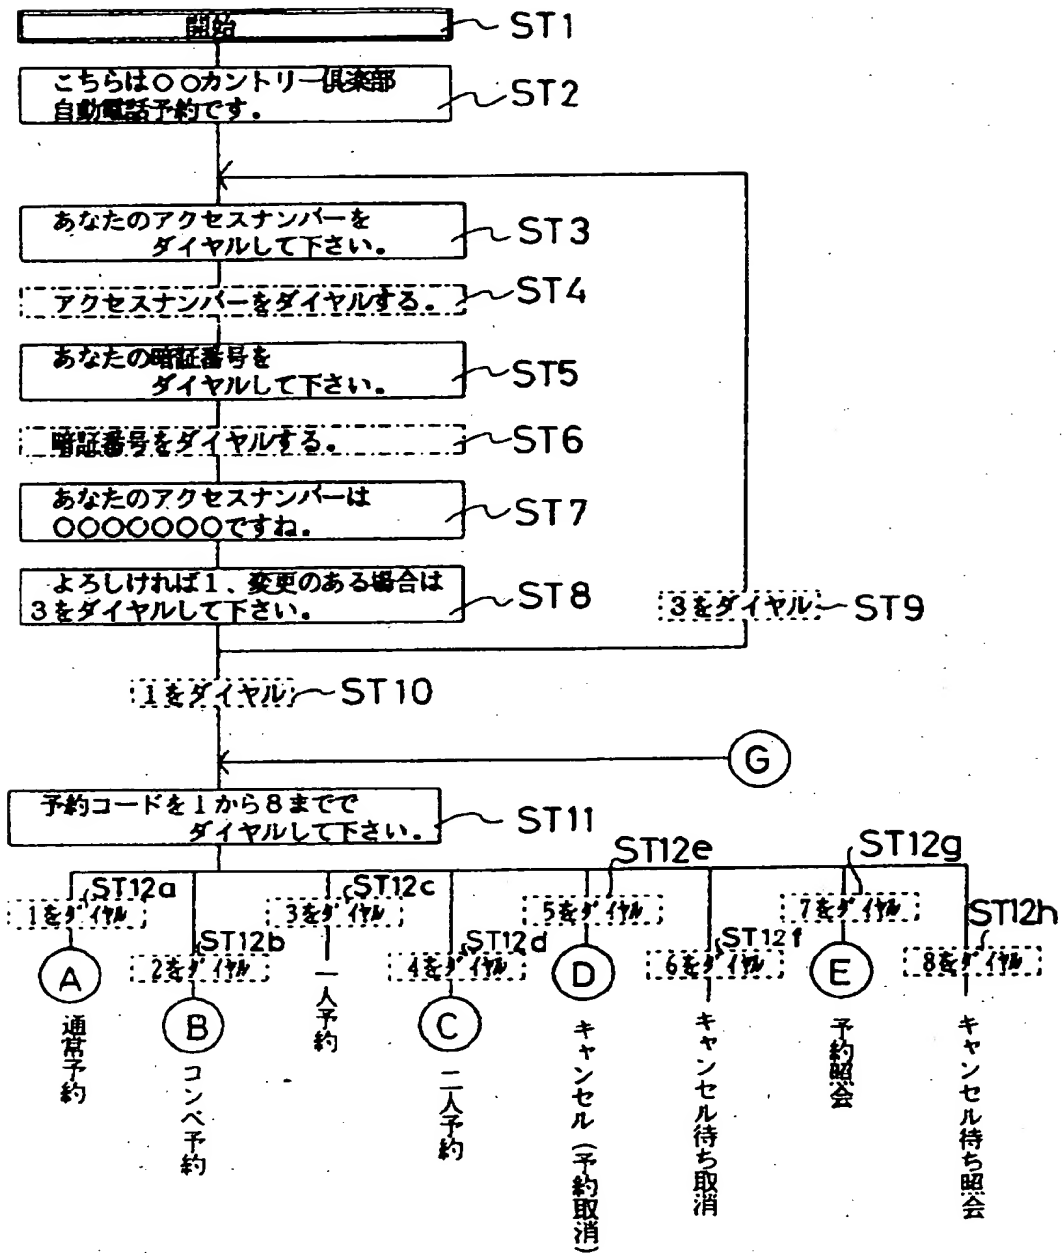 開始
ST1
こちらは○○カントリー倶楽部
自動電話予約です。
ST2
あなたのアクセスナンバーを
ダイヤルして下さい。
ST3
アクセスナンバーをダイヤルする。
ST4
あなたの暗証番号を
ダイヤルして下さい。
ST5
暗証番号をダイヤルする。
ST6
あなたのアクセスナンバーは
○○○○○○○ですね。
ST7
よろしければ1、変更のある場合は
3をダイヤルして下さい。
ST8
3をダイヤル
ST9
1をダイヤル
ST10
G
予約コードを1から8までで
ダイヤルして下さい。
ST11
ST12a
1をダイヤル
A
通常予約
ST12b
2をダイヤル
B
コンペ予約
ST12c
3をダイヤル
一人予約
ST12d
4をダイヤル
C
二人予約
ST12e
5をダイヤル
D
キャンセル(予約取消)
ST12f
6をダイヤル
キャンセル待ち取消
ST12g
7をダイヤル
E
予約照会
ST12h
8をダイヤル
キャンセル待ち照会